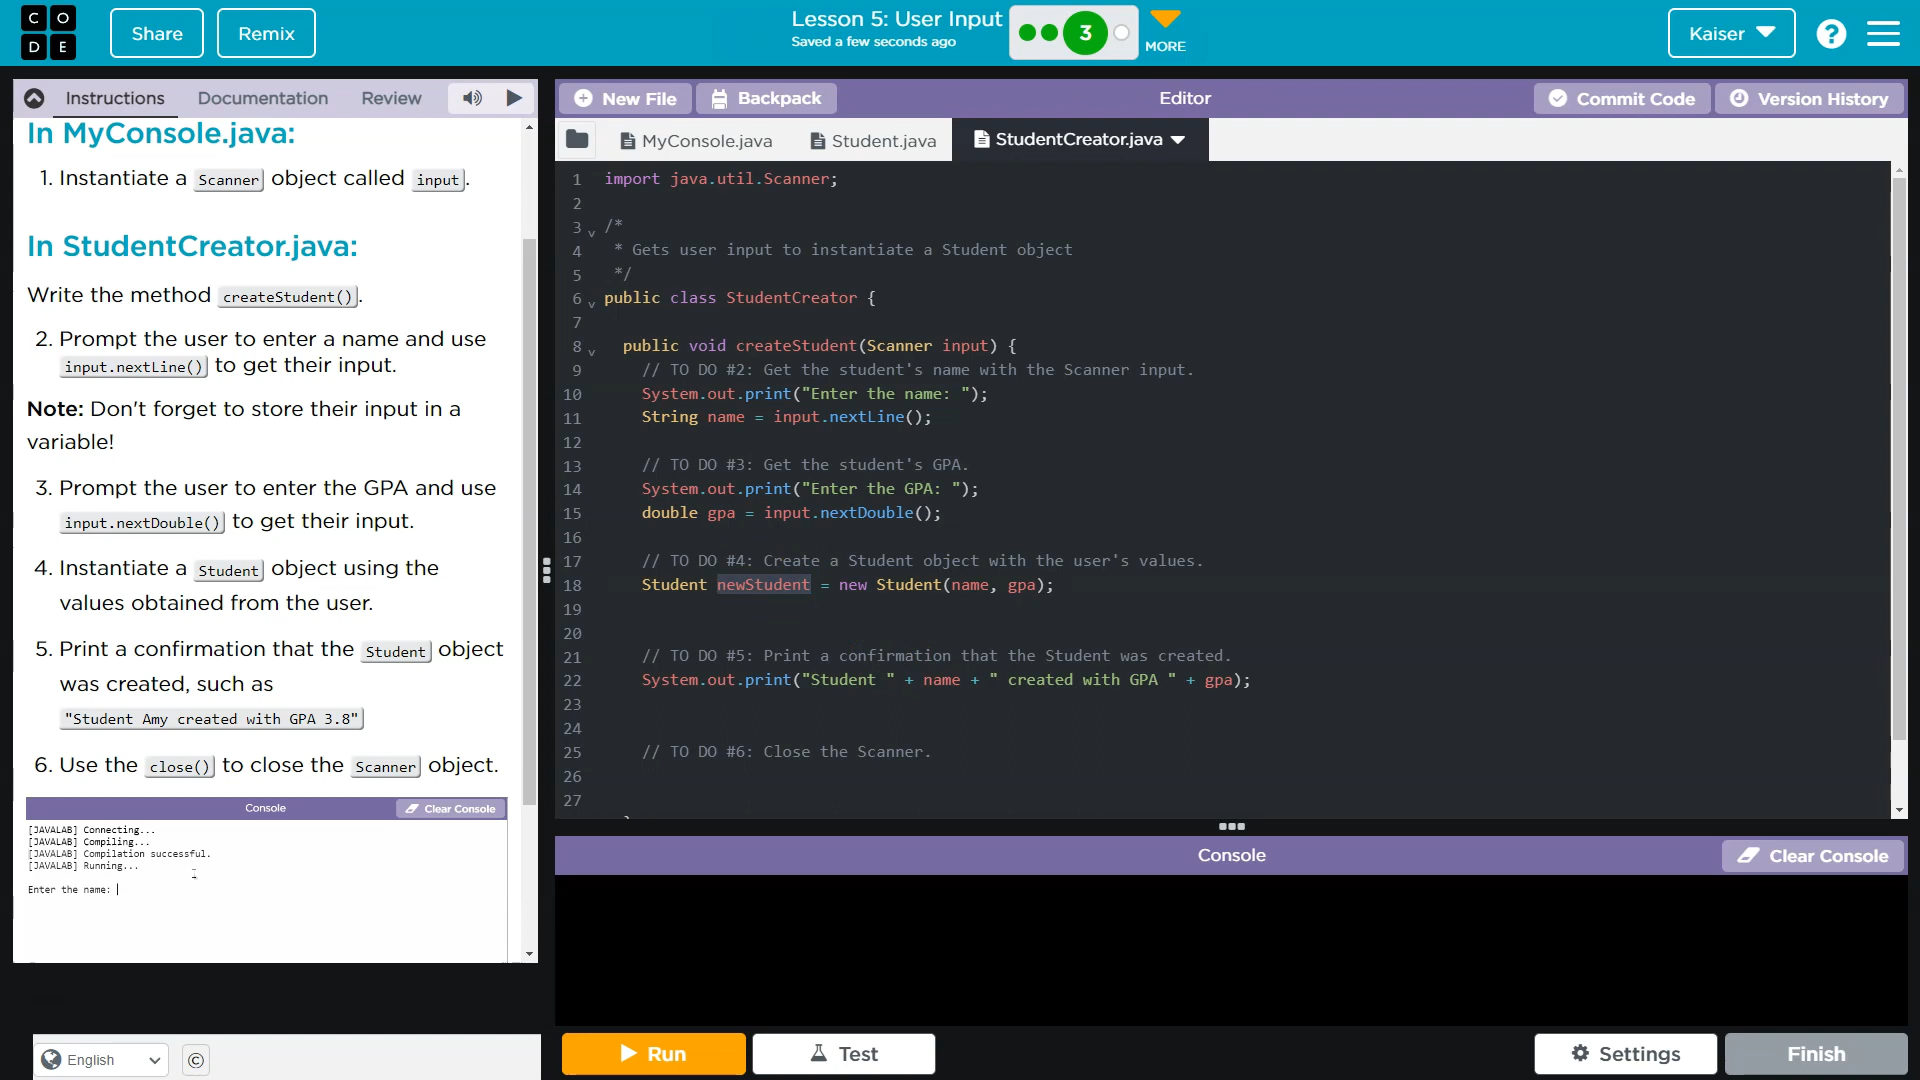 C O
D E
Share
Remix
Lesson 5: User Input
Saved a few seconds ago
3
MORE
Kaiser
?
Instructions
Documentation
Review
In MyConsole.java:
1. Instantiate a Scanner object called input.
In StudentCreator.java:
Write the method createStudent().
2. Prompt the user to enter a name and use
input.nextLine() to get their input.
Note: Don't forget to store their input in a
variable!
3. Prompt the user to enter the GPA and use
input.nextDouble() to get their input.
4. Instantiate a Student object using the
values obtained from the user.
5. Print a confirmation that the Student object
was created, such as
"Student Amy created with GPA 3.8"
6. Use the close() to close the Scanner object.
Console
Clear Console
[JAVALAB] Connecting...
[JAVALAB] Compiling...
[JAVALAB] Compilation successful.
[JAVALAB] Running...
Enter the name:
English
©
New File
Backpack
Editor
Commit Code
Version History
MyConsole.java
Student.java
StudentCreator.java
1 import java.util.Scanner;
2
3 /*
4 * Gets user input to instantiate a Student object
5 */
6 public class StudentCreator {
7
8 public void createStudent(Scanner input) {
9 // TO DO #2: Get the student's name with the Scanner input.
10 System.out.print("Enter the name: ");
11 String name = input.nextLine();
12
13 // TO DO #3: Get the student's GPA.
14 System.out.print("Enter the GPA: ");
15 double gpa = input.nextDouble();
16
17 // TO DO #4: Create a Student object with the user's values.
18 Student newStudent = new Student(name, gpa);
19
20
21 // TO DO #5: Print a confirmation that the Student was created.
22 System.out.print("Student " + name + " created with GPA " + gpa);
23
24
25 // TO DO #6: Close the Scanner.
26
27
Console
Clear Console
Run
Test
Settings
Finish